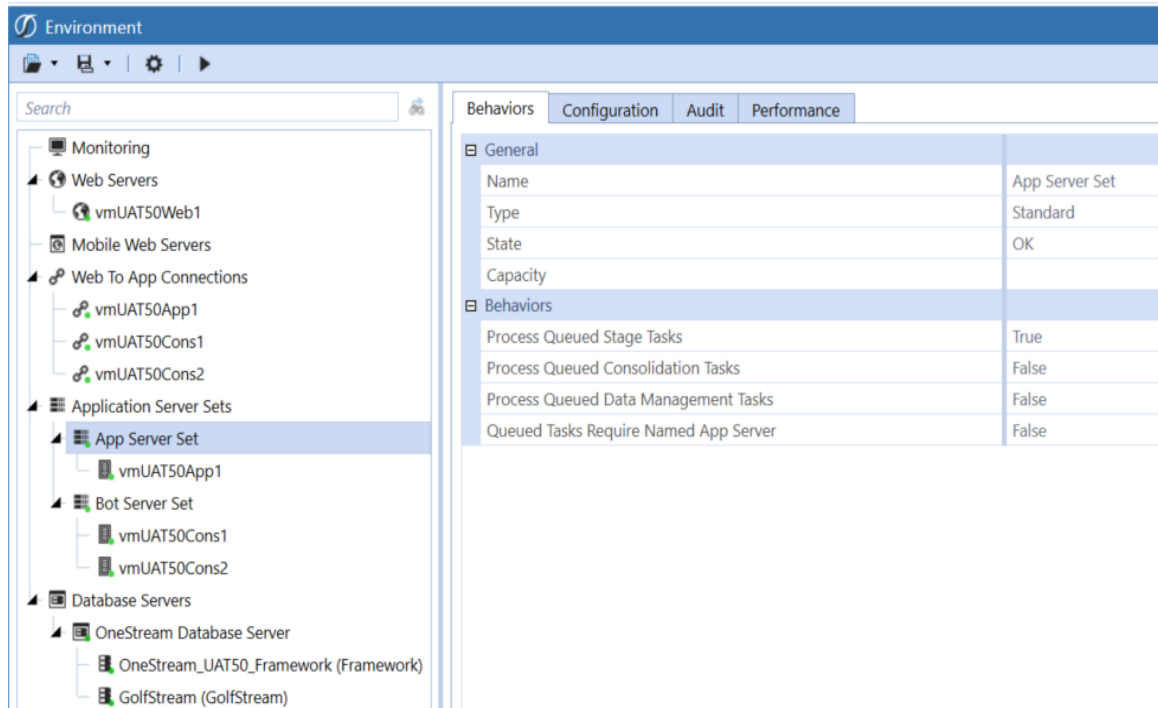 Environment
Search
Monitoring
Web Servers
vmUAT50Web1
Mobile Web Servers
Web To App Connections
vmUAT50App1
vmUAT50Cons1
vmUAT50Cons2
Application Server Sets
App Server Set
vmUAT50App1
Bot Server Set
vmUAT50Cons1
vmUAT50Cons2
Database Servers
OneStream Database Server
OneStream_UAT50_Framework (Framework)
GolfStream (GolfStream)
Behaviors Configuration Audit Performance
General
Name App Server Set
Type Standard
State OK
Capacity
Behaviors
Process Queued Stage Tasks True
Process Queued Consolidation Tasks False
Process Queued Data Management Tasks False
Queued Tasks Require Named App Server False